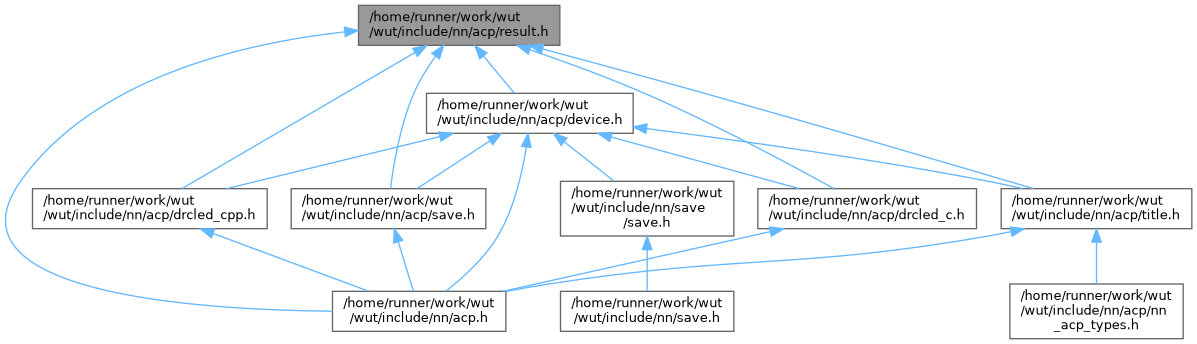 /home/runner/work/wut
/wut/include/nn/acp/result.h
/home/runner/work/wut
/wut/include/nn/acp/device.h
/home/runner/work/wut
/wut/include/nn/acp/drcled_cpp.h
/home/runner/work/wut
/wut/include/nn/acp/save.h
/home/runner/work/wut
/wut/include/nn/save
/save.h
/home/runner/work/wut
/wut/include/nn/acp/drcled_c.h
/home/runner/work/wut
/wut/include/nn/acp/title.h
/home/runner/work/wut
/wut/include/nn/acp.h
/home/runner/work/wut
/wut/include/nn/save.h
/home/runner/work/wut
/wut/include/nn/acp/nn
_acp_types.h